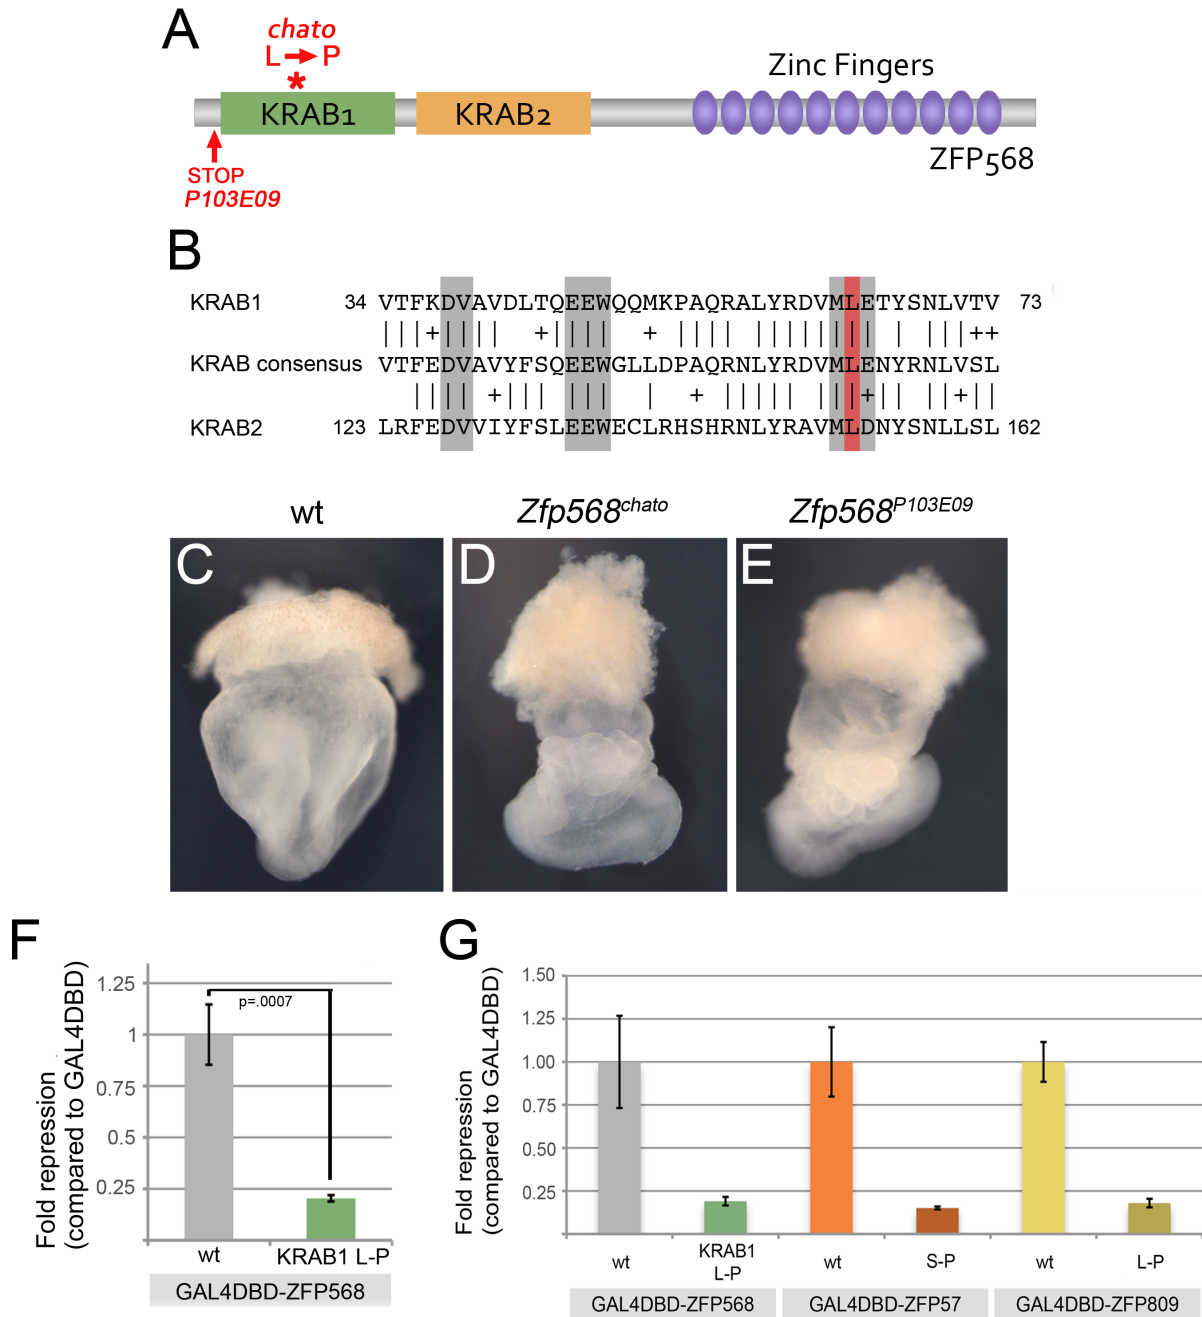 A
chato
L → P
*
KRAB1
KRAB2
Zinc Fingers
ZFP568
STOP
P103E09
B
KRAB1 34 VTFKDVAVDLTQEEWQQMKPAQRALYRDVMLETYSNLVTV 73
|||+|||| +|||| + |||| |||||||||| | |||++
KRAB consensus VTFEDVAVYFSQEEWGLLDPAQRNLYRDVMLENYRNLVSL
|||| +||| ||| | + ||||| |||+|| ||+||
KRAB2 123 LRFEDVVIYFSLEEWECLRHSHRNLYRAVMLDNYSNLLSL 162
wt
Zfp568chato
Zfp568P103E09
C
D
E
F
Fold repression
(compared to GAL4DBD)
1.25
1
0.75
0.5
0.25
p=.0007
wt
KRAB1 L-P
GAL4DBD-ZFP568
G
Fold repression
(compared to GAL4DBD)
1.50
1.25
1.00
0.75
0.50
0.25
wt
KRAB1
L-P
wt
S-P
wt
L-P
GAL4DBD-ZFP568
GAL4DBD-ZFP57
GAL4DBD-ZFP809